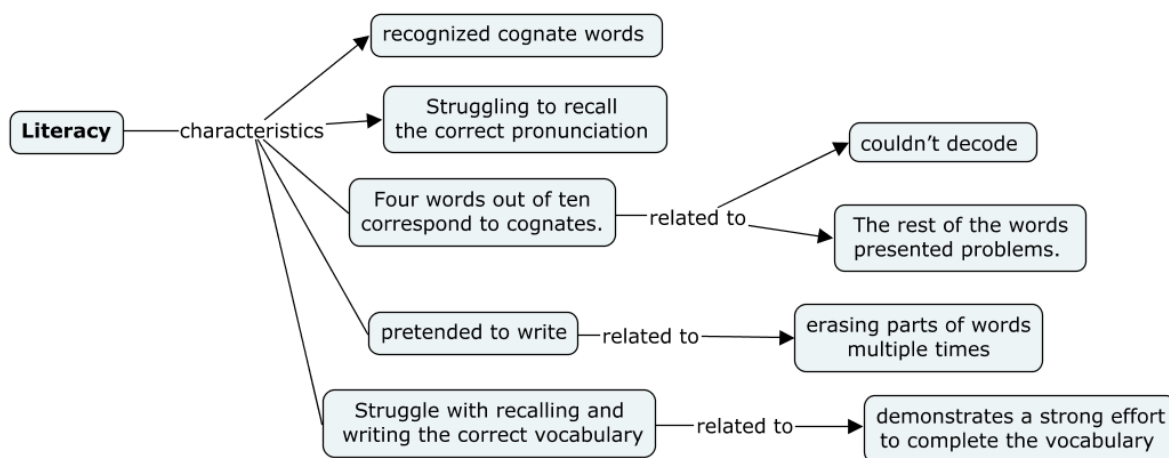 recognized cognate words
Struggling to recall
the correct pronunciation
Literacy
characteristics
couldn't decode
Four words out of ten
correspond to cognates.
related to
The rest of the words
presented problems.
pretended to write
related to
erasing parts of words
multiple times
Struggle with recalling and
writing the correct vocabulary
related to
demonstrates a strong effort
to complete the vocabulary